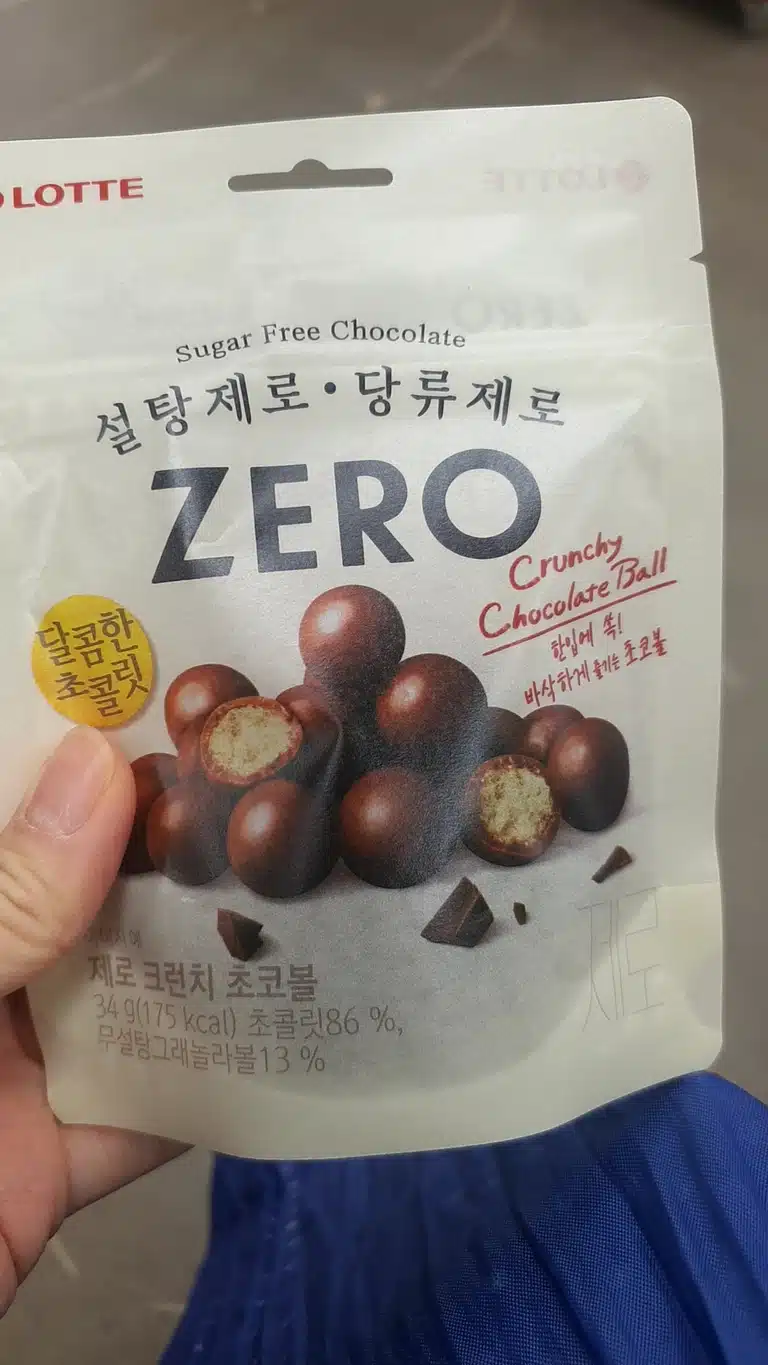 LOTTE
Sugar Free Chocolate
설탕제로·당류제로
ZERO
Crunchy
Chocolate Ball
한입에 쏙!
바삭하게 즐기는 초코볼
달콤한
초콜릿
제로
제로 크런치 초코볼
34 g(175 kcal) 초콜릿86 %,
무설탕그래놀라볼13 %